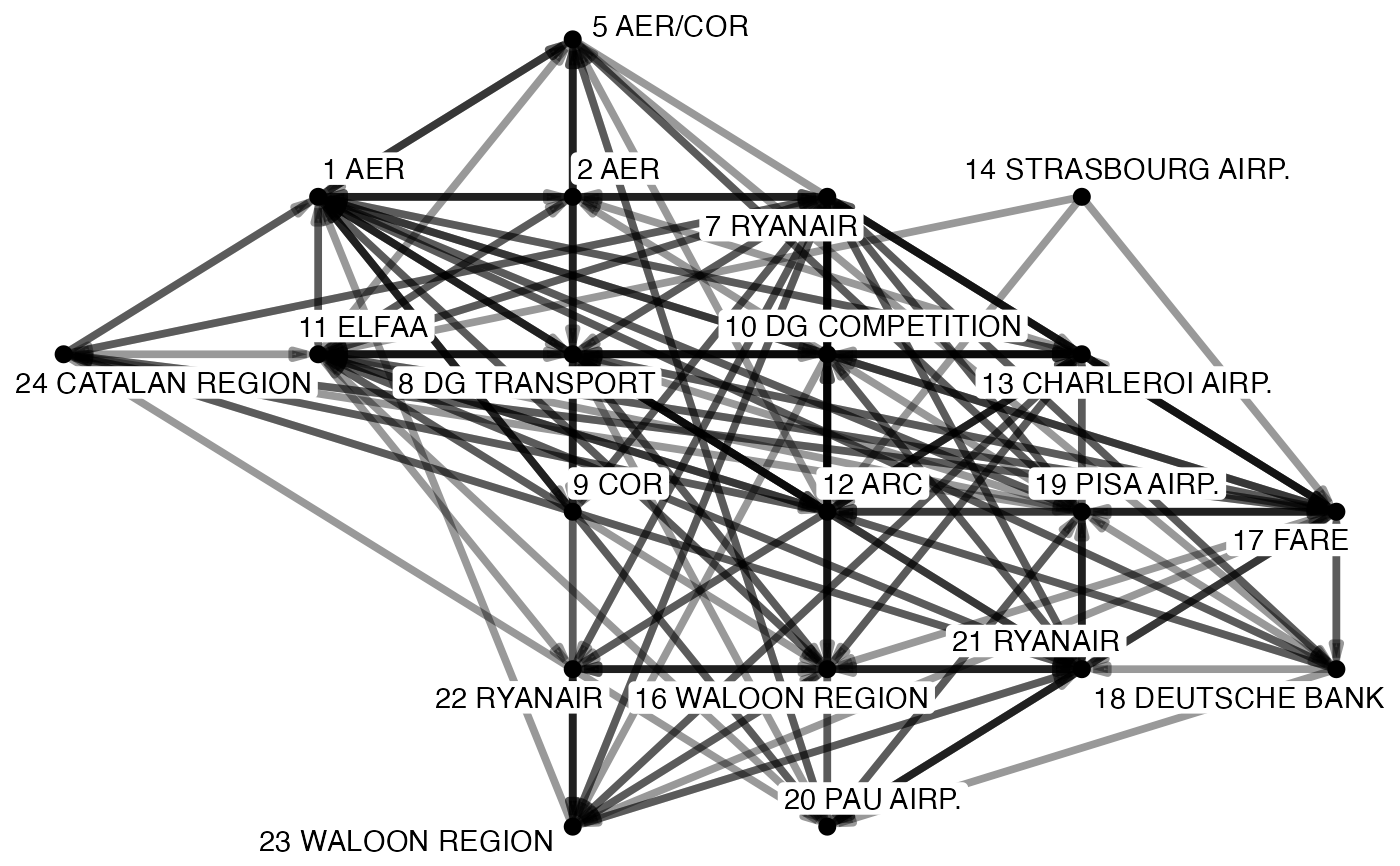 5 AER/COR
1 AER
2 AER
14 STRASBOURG AIRP.
7 RYANAIR
11 ELFAA
10 DG COMPETITION
24 CATALAN REGION
8 DG TRANSPORT
13 CHARLEROI AIRP.
9 COR
12 ARC
19 PISA AIRP.
17 FARE
21 RYANAIR
22 RYANAIR
16 WALOON REGION
18 DEUTSCHE BANK
20 PAU AIRP.
23 WALOON REGION